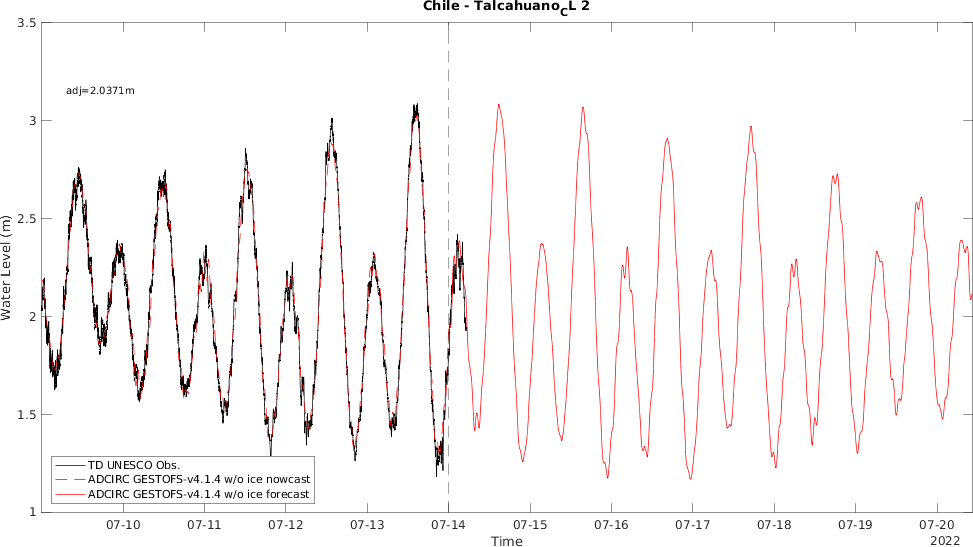 Chile - Talcahuano_CL 2
3.5
adj=2.0371m
3
2.5
Water Level (m)
2
1.5
TD UNESCO Obs.
ADCIRC GESTOFS-v4.1.4 w/o ice nowcast
ADCIRC GESTOFS-v4.1.4 w/o ice forecast
1
07-10 07-11 07-12 07-13 07-14 07-15 07-16 07-17 07-18 07-19 07-20
Time
2022